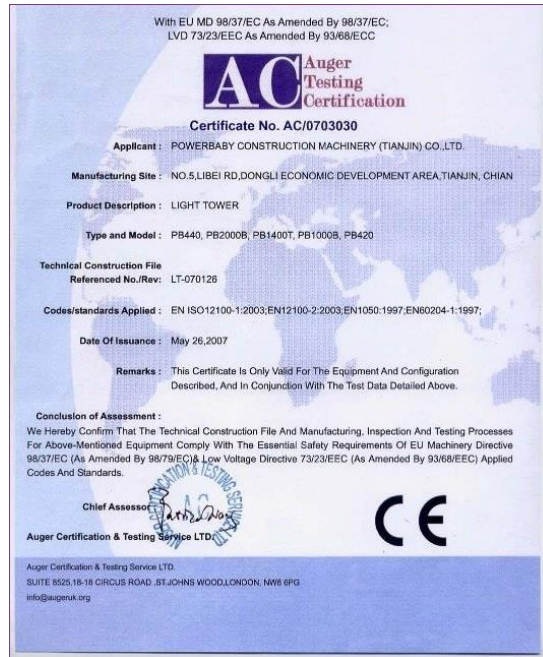 With EU MD 98/37/EC As Amended By 98/37/EC;
LVD 73/23/EEC As Amended By 93/68/ECC
AC Auger
Testing
Certification
Certificate No. AC/0703030
Applicant : POWERBABY CONSTRUCTION MACHINERY (TIANJIN) CO.,LTD.
Manufacturing Site : NO.5,LIBEI RD,DONGLI ECONOMIC DEVELOPMENT AREA,TIANJIN, CHIAN
Product Description : LIGHT TOWER
Type and Model : PB440, PB2000B, PB1400T, PB1000B, PB420
Technical Construction File
Referenced No./Rev: LT-070126
Codes/standards Applied : EN ISO12100-1:2003;EN12100-2:2003;EN1050:1997;EN60204-1:1997;
Date Of Issuance : May 26,2007
Remarks : This Certificate Is Only Valid For The Equipment And Configuration
Described, And In Conjunction With The Test Data Detailed Above.
Conclusion of Assessment :
We Hereby Confirm That The Technical Construction File And Manufacturing, Inspection And Testing Processes
For Above-Mentioned Equipment Comply With The Essential Safety Requirements Of EU Machinery Directive
98/37/EC (As Amended By 98/79/EC)& Low Voltage Directive 73/23/EEC (As Amended By 93/68/EEC) Applied
Codes And Standards.
Chief Assessor
Auger Certification & Testing Service LTD.
CE
Auger Certification & Testing Service LTD.
SUITE 8525,18-18 CIRCUS ROAD .ST.JOHNS WOOD,LONDON, NW8 6PG
info@augeruk.org